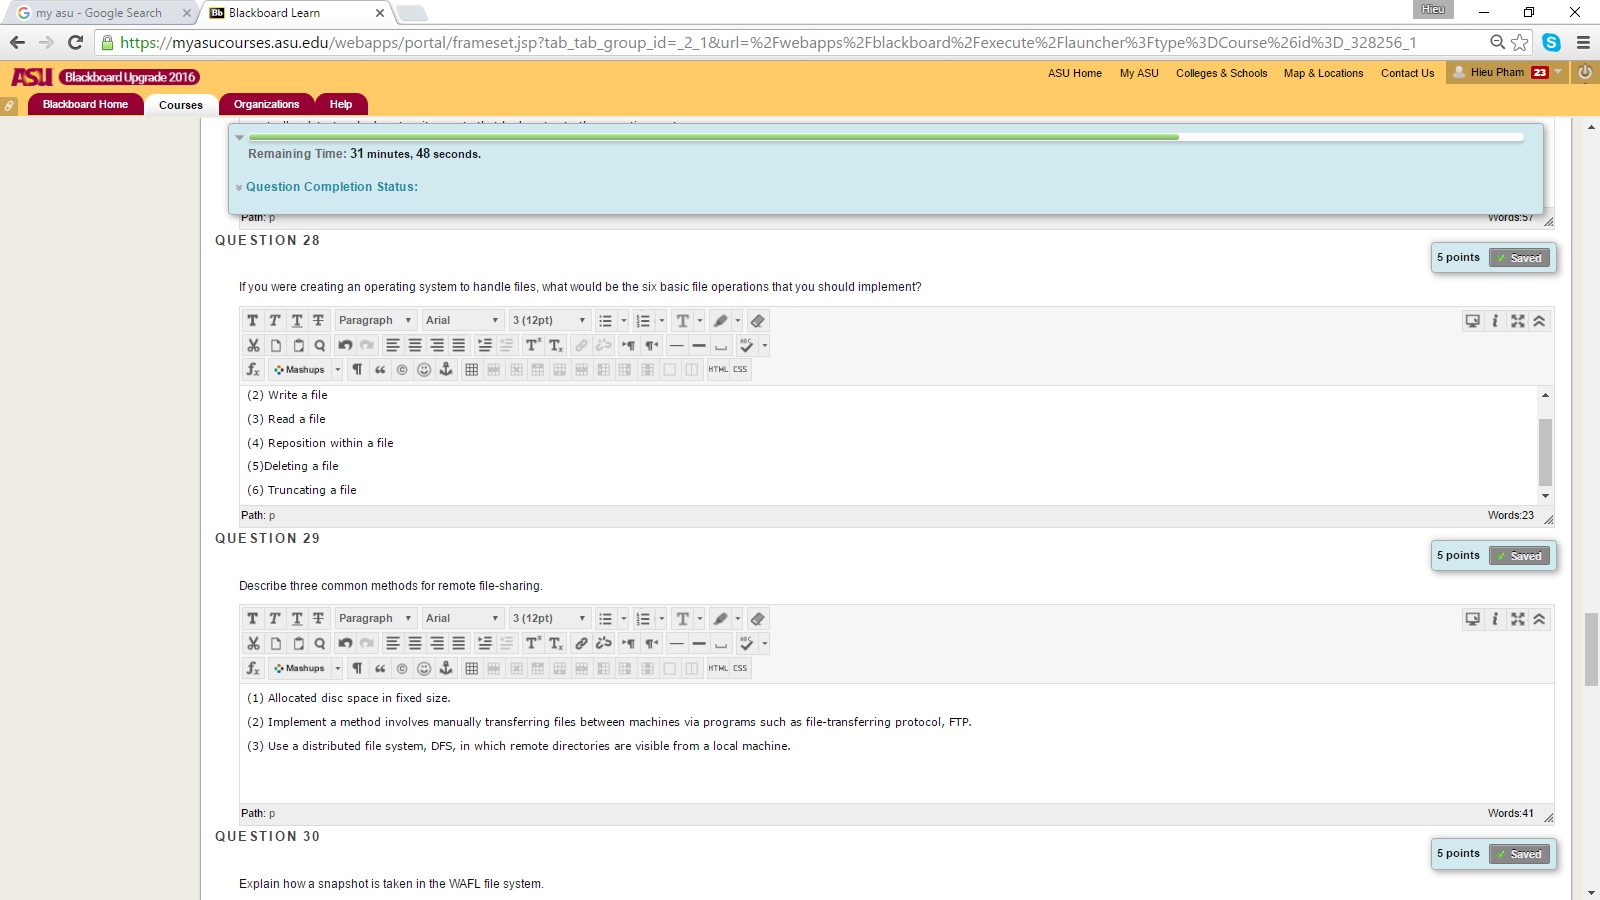 my asu - Google Search
Blackboard Learn
Hieu
https://myasucourses.asu.edu/webapps/portal/frameset.jsp?tab_tab_group_id=_2_1&url=%2Fwebapps%2Fblackboard%2Fexecute%2Flauncher%3Ftype%3DCourse%26id%3D_328256_1
ASU Blackboard Upgrade 2016
ASU Home My ASU Colleges & Schools Map & Locations Contact Us Hieu Pham 23
Blackboard Home Courses Organizations Help
Remaining Time: 31 minutes, 48 seconds.
Question Completion Status:
Path: p Words:57
QUESTION 28
5 points Saved
If you were creating an operating system to handle files, what would be the six basic file operations that you should implement?
T T T T Paragraph Arial 3 (12pt) T
fx Mashups HTML CSS
(2) Write a file
(3) Read a file
(4) Reposition within a file
(5)Deleting a file
(6) Truncating a file
Path: p Words:23
QUESTION 29
5 points Saved
Describe three common methods for remote file-sharing.
T T T T Paragraph Arial 3 (12pt) T
fx Mashups HTML CSS
(1) Allocated disc space in fixed size.
(2) Implement a method involves manually transferring files between machines via programs such as file-transferring protocol, FTP.
(3) Use a distributed file system, DFS, in which remote directories are visible from a local machine.
Path: p Words:41
QUESTION 30
5 points Saved
Explain how a snapshot is taken in the WAFL file system.